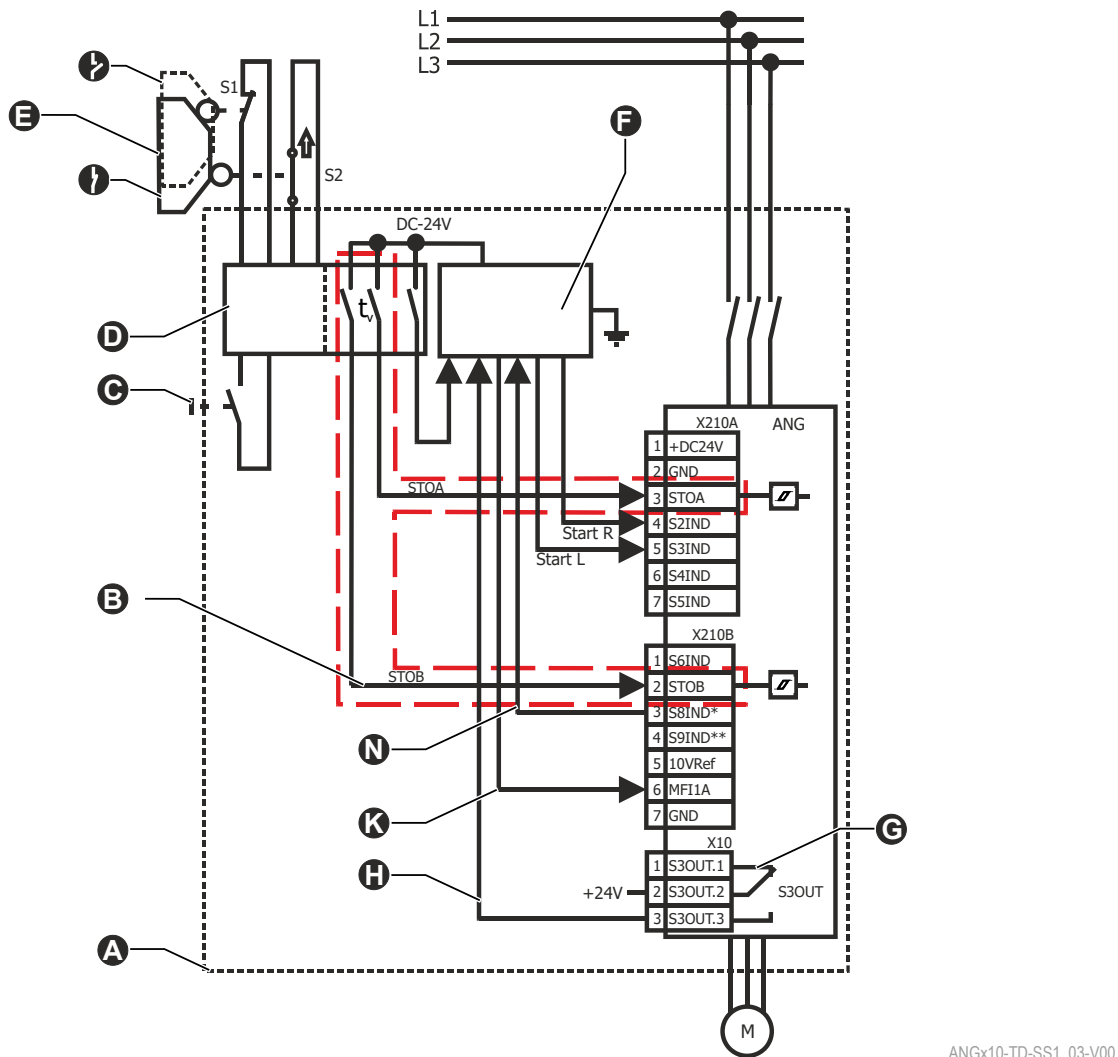 L1
L2
L3
S1
E
F
S2
DC-24V
tv
D
C
X210A
ANG
1 +DC24V
2 GND
STOA
3 STOA
4 S2IND
Start R
5 S3IND
Start L
6 S4IND
7 S5IND
B
X210B
1 S6IND
STOB
2 STOB
3 S8IND*
N
4 S9IND**
5 10VRef
6 MFI1A
K
7 GND
G
X10
1 S3OUT.1
H
+24V
2 S3OUT.2
S3OUT
3 S3OUT.3
A
M
ANGx10-TD-SS1_03-V00